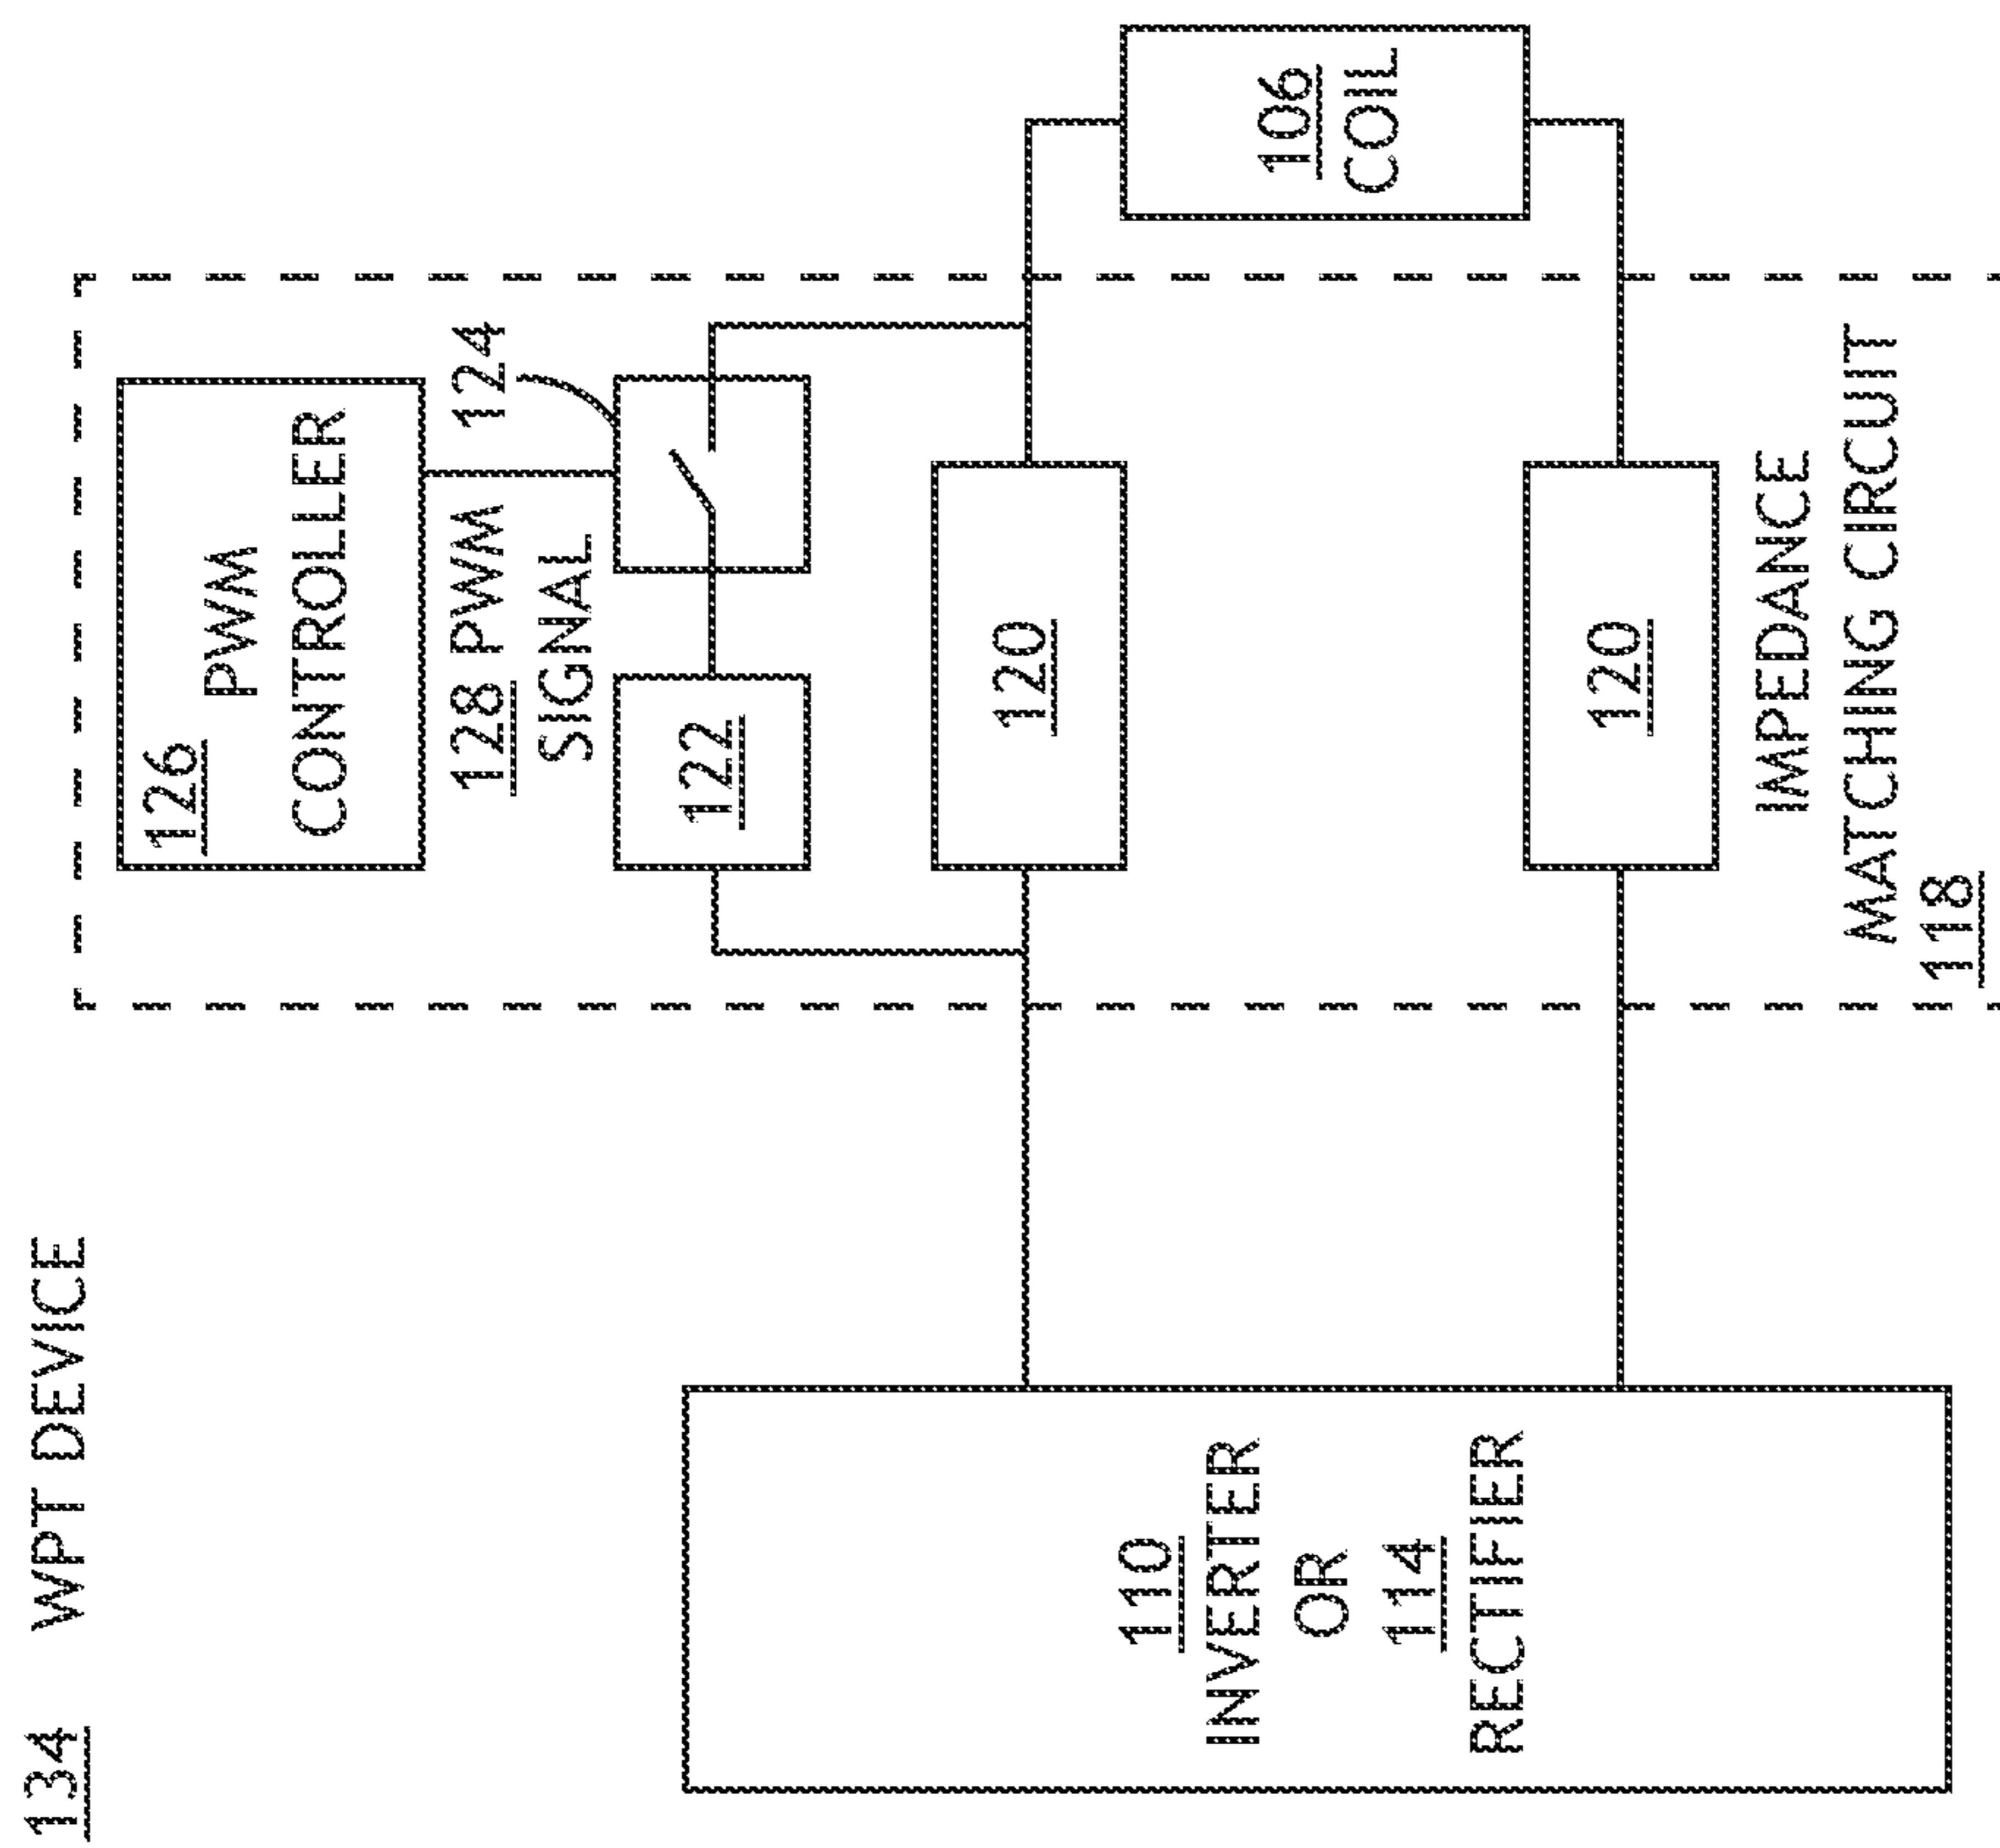 134 WPT DEVICE
126
PWM
CONTROLLER
128 PWM
SIGNAL
124
122
120
120
IMPEDANCE
MATCHING CIRCUIT
118
110
INVERTER
OR
114
RECTIFIER
106
COIL